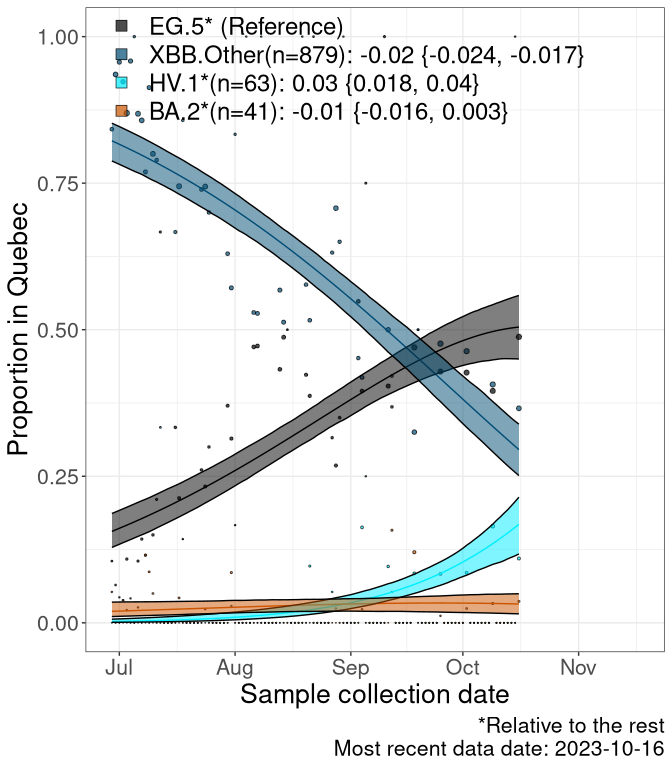 EG.5* (Reference)
XBB.Other(n=879): -0.02 {-0.024, -0.017}
HV.1*(n=63): 0.03 {0.018, 0.04}
BA.2*(n=41): -0.01 {-0.016, 0.003}
1.00
0.75
0.50
0.25
0.00
Proportion in Quebec
Jul Aug Sep Oct Nov
Sample collection date
*Relative to the rest
Most recent data date: 2023-10-16